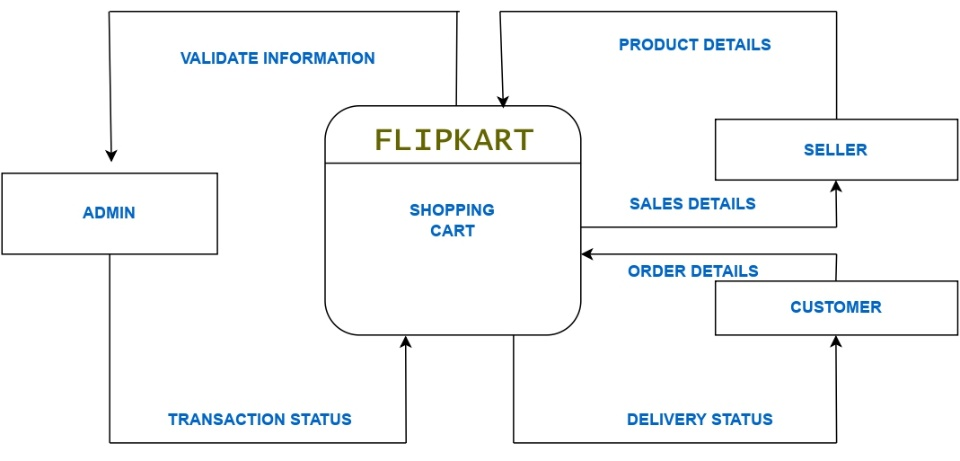 VALIDATE INFORMATION
PRODUCT DETAILS
FLIPKART
SELLER
ADMIN
SHOPPING
CART
SALES DETAILS
ORDER DETAILS
CUSTOMER
TRANSACTION STATUS
DELIVERY STATUS